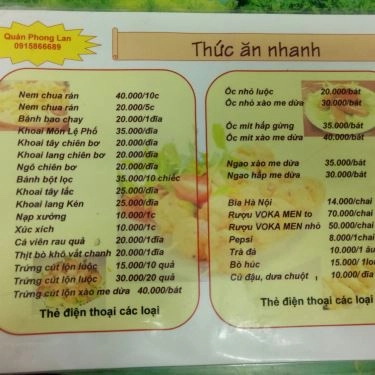 Quán Phong Lan
0915866689
Thức ăn nhanh
Nem chua rán 40.000/10c
Nem chua rán 20.000/5c
Bánh bao chay 20.000/1đĩa
Khoai Môn Lệ Phố 35.000/đĩa
Khoai tây chiên bơ 20.000/đĩa
Khoai lang chiên bơ 20.000/đĩa
Ngô chiên bơ 20.000/đĩa
Bánh bột lọc 35.000/10 chiếc
Khoai tây lắc 25.000/đĩa
Khoai lang Kén 25.000/đĩa
Nạp xưởng 10.000/1c
Xúc xích 10.000/1c
Cá viên rau quả 20.000/1đĩa
Thịt bò khô vắt chanh 20.000/1đĩa
Trứng cút lộn luộc 15.000/10 quả
Trứng cút lộn luộc 30.000/20 quả
Trứng cút lộn xào me dừa 40.000/bát
Thẻ điện thoại các loại
Ốc nhỏ luộc 20.000/bát
Ốc nhỏ xào me dừa 30.000/bát
Ốc mít hấp gừng 35.000/bát
Ốc mít xào me dừa 40.000/bát
Ngao xào me dừa 35.000/bát
Ngao hấp me dừa 30.000/bát
Bia Hà Nội 14.000/chai
Rượu VOKA MEN to 70.000/chai
Rượu VOKA MEN nhỏ 50.000/chai
Pepsi 8.000/1chai
Trà đá 10.000/1
Bò húc 15.000/
Củ đậu, dưa chuột 10.000/đĩa
Thẻ điện thoại các loại